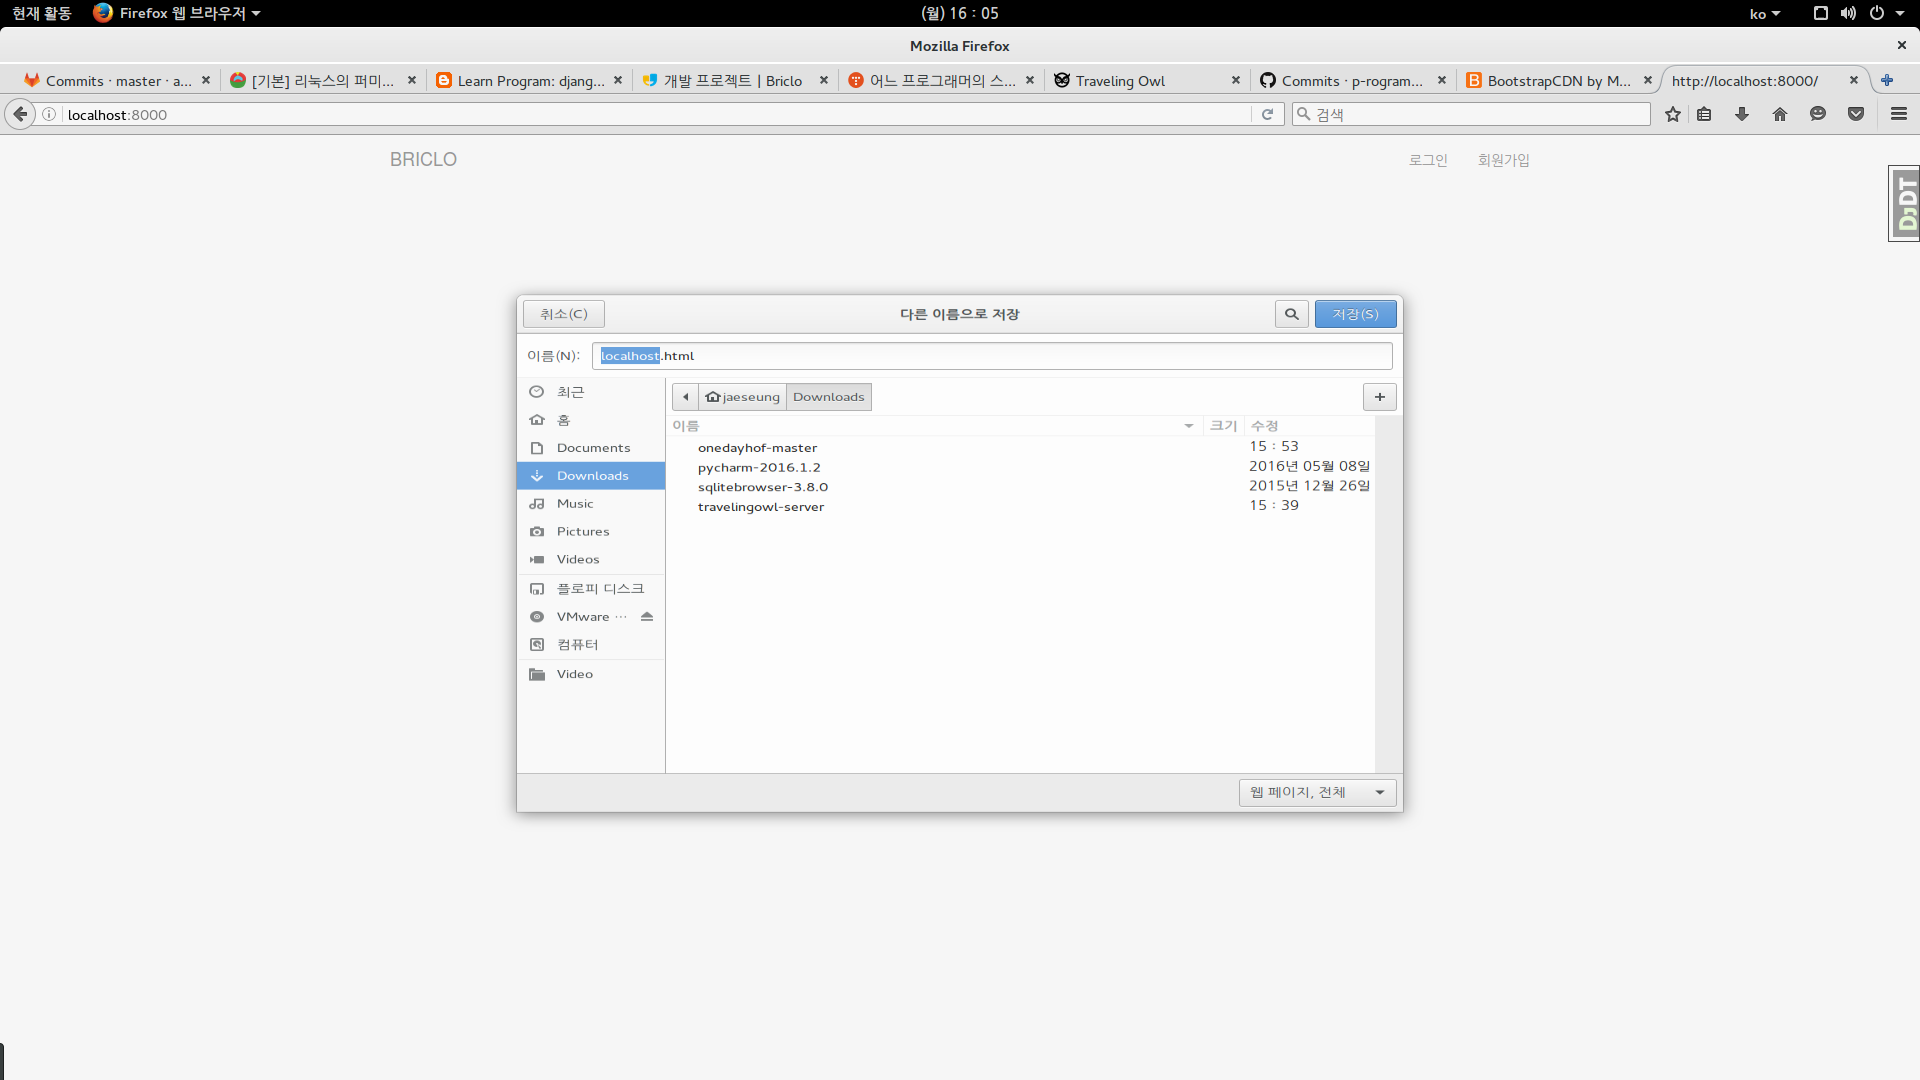 현재 활동 Firefox 웹 브라우저 (월) 16 : 05 ko
Mozilla Firefox
Commits · master · a... [기본] 리눅스의 퍼미... Learn Program: djang... 개발 프로젝트 | Briclo 어느 프로그래머의 스... Traveling Owl Commits · p-rogram... BootstrapCDN by M... http://localhost:8000/
localhost:8000 검색
BRICLO 로그인 회원가입
DjDT
취소(C) 다른 이름으로 저장 저장(S)
이름(N): localhost.html
최근
홈
Documents
Downloads
Music
Pictures
Videos
플로피 디스크
VMware ...
컴퓨터
Video
jaeseung Downloads
이름 크기 수정
onedayhof-master 15 : 53
pycharm-2016.1.2 2016년 05월 08일
sqlitebrowser-3.8.0 2015년 12월 26일
travelingowl-server 15 : 39
웹 페이지, 전체